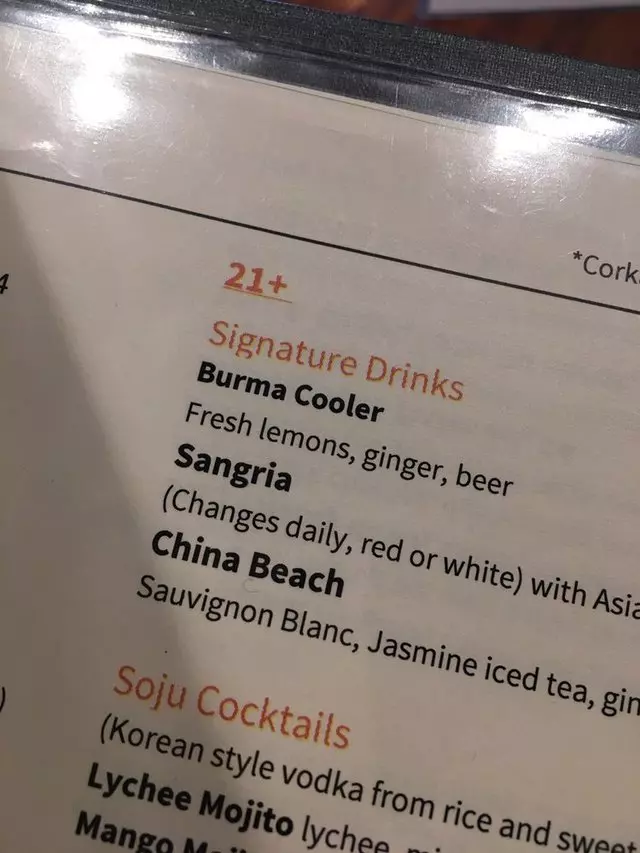 *Cork
4
21+
Signature Drinks
Burma Cooler
Fresh lemons, ginger, beer
Sangria
(Changes daily, red or white) with Asia
China Beach
Sauvignon Blanc, Jasmine iced tea, gin
Soju Cocktails
(Korean style vodka from rice and sweet
)
Lychee Mojito lychee,
Mango